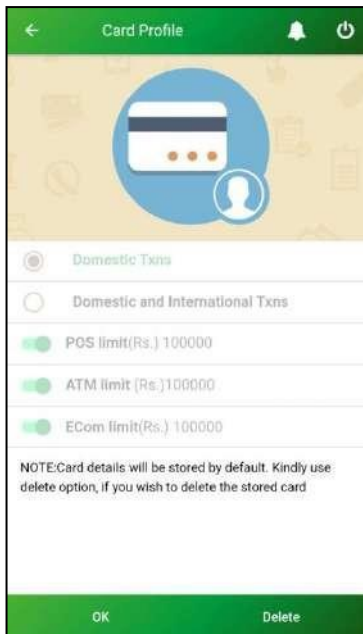 Card Profile
Domestic Txns
Domestic and International Txns
POS limit(Rs.) 100000
ATM limit (Rs.)100000
ECom limit(Rs.) 100000
NOTE:Card details will be stored by default. Kindly use
delete option, if you wish to delete the stored card
OK Delete